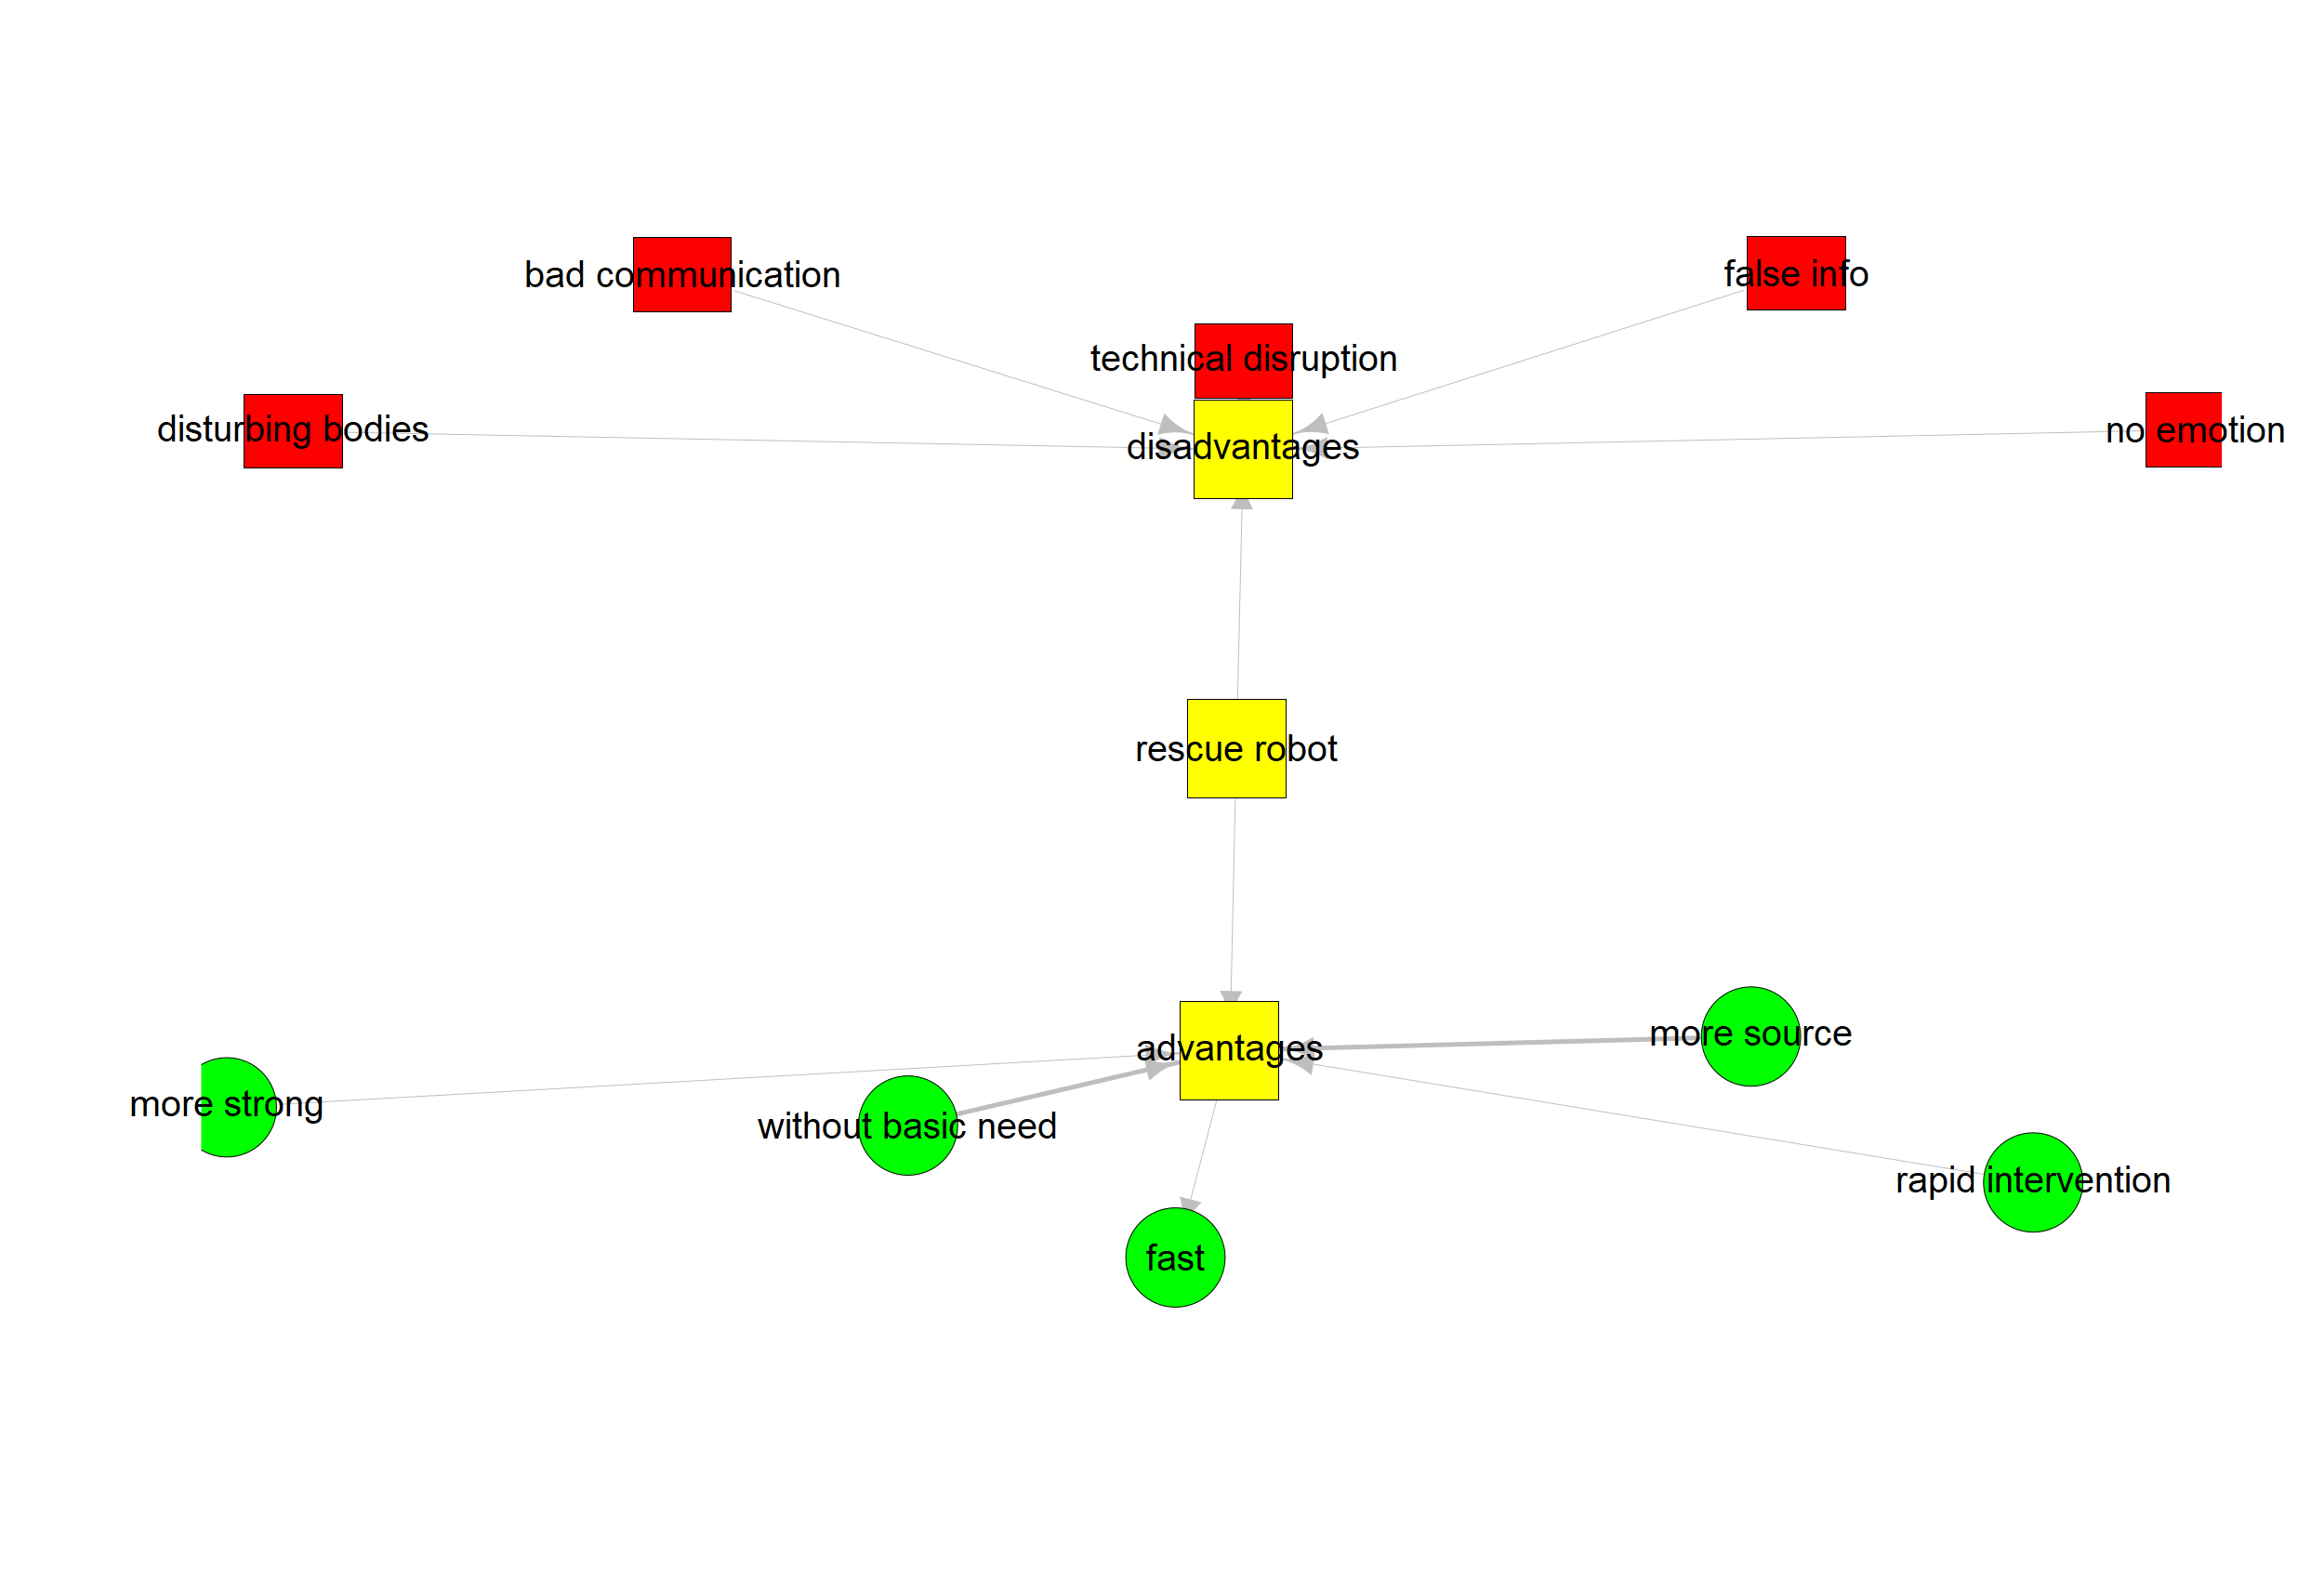 bad communication
false info
technical disruption
disturbing bodies
disadvantages
no emotion
rescue robot
more source
advantages
more strong
without basic need
rapid intervention
fast